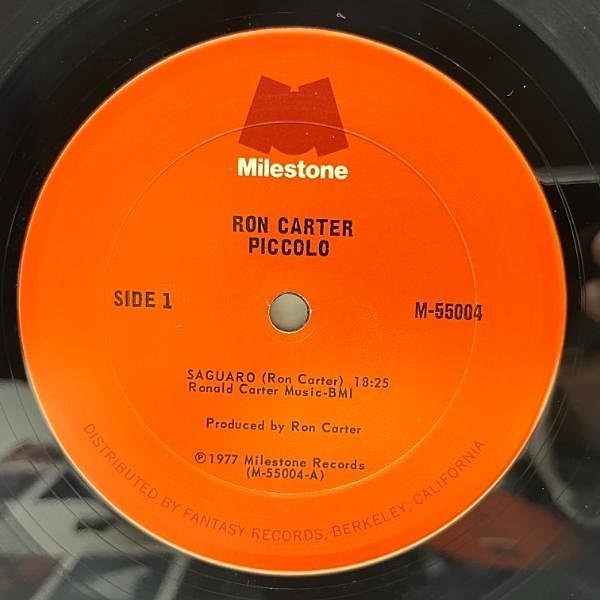 Milestone
RON CARTER
PICCOLO
SIDE 1
M-55004
SAGUARO (Ron Carter) 18:25
Ronald Carter Music-BMI
Produced by Ron Carter
℗1977 Milestone Records
(M-55004-A)
DISTRIBUTED BY FANTASY RECORDS, BERKELEY, CALIFORNIA